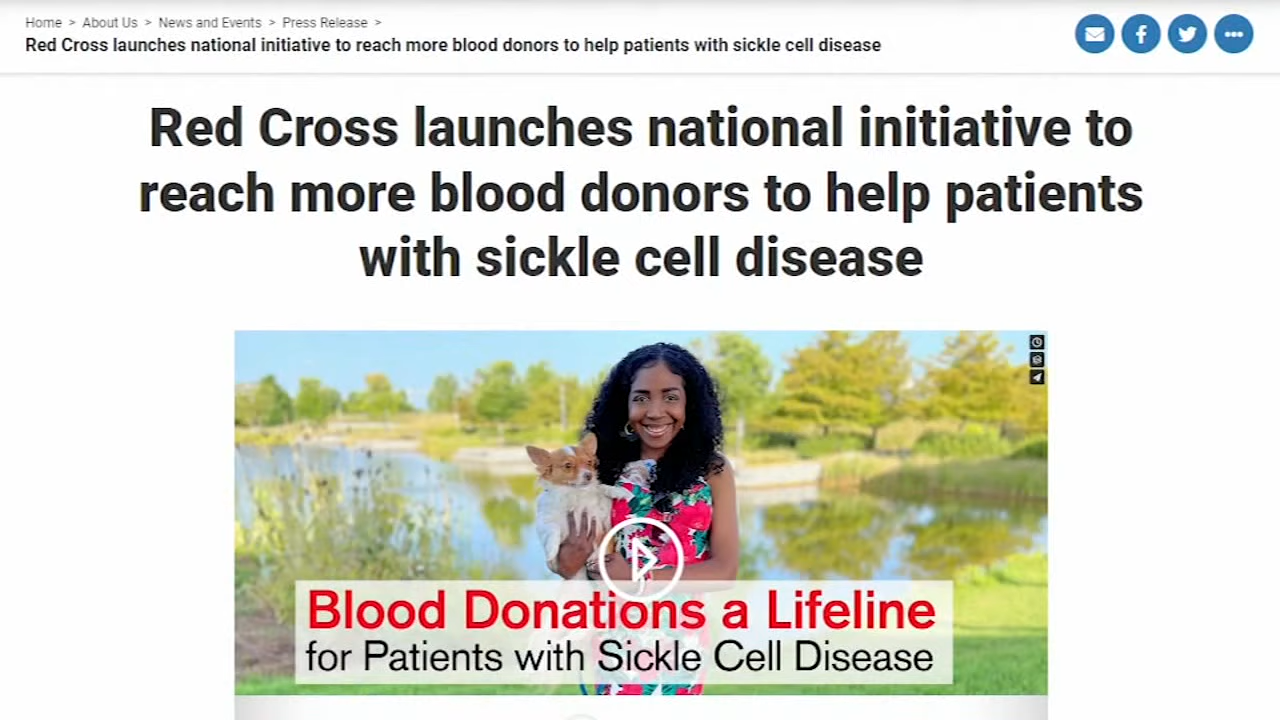 Home > About Us > News and Events > Press Release >
Red Cross launches national initiative to reach more blood donors to help patients with sickle cell disease
Red Cross launches national initiative to
reach more blood donors to help patients
with sickle cell disease
Blood Donations a Lifeline
for Patients with Sickle Cell Disease